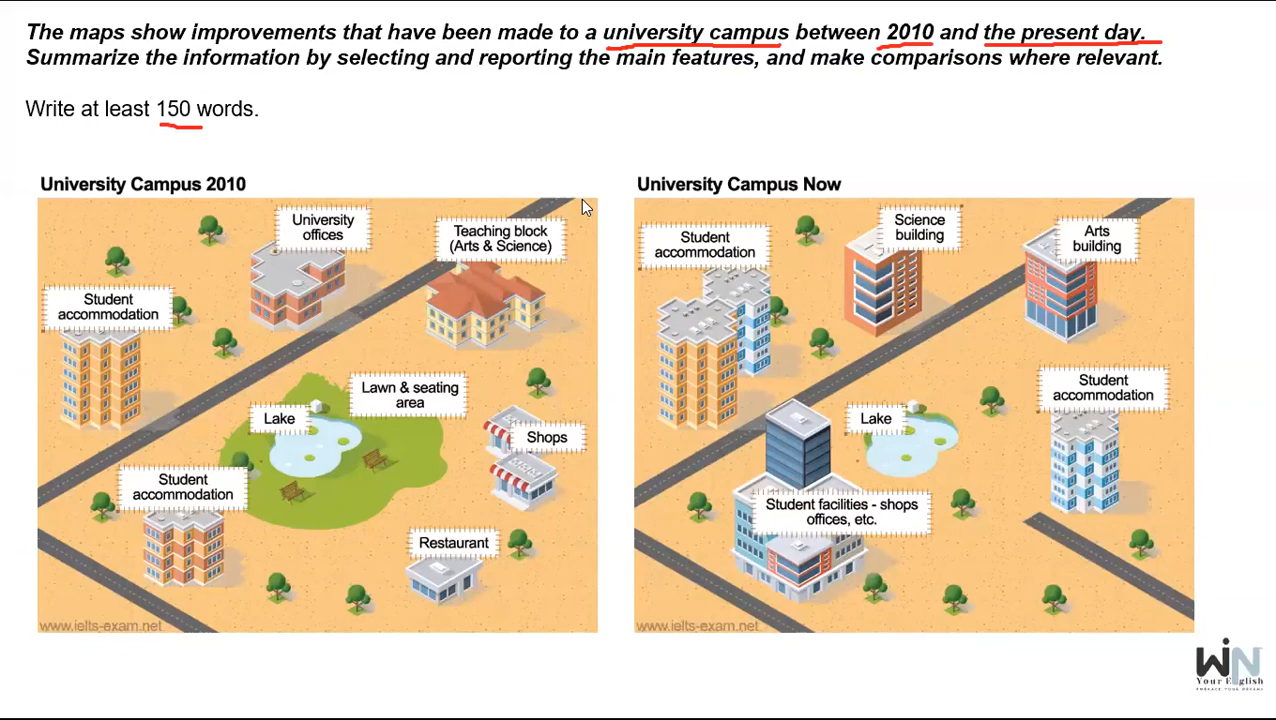 The maps show improvements that have been made to a university campus between 2010 and the present day.
Summarize the information by selecting and reporting the main features, and make comparisons where relevant.
Write at least 150 words.
University Campus 2010
University
offices
Teaching block
(Arts & Science)
Student
accommodation
Lawn & seating
area
Lake
Shops
Student
accommodation
Restaurant
www.ielts-exam.net
University Campus Now
Student
accommodation
Science
building
Arts
building
Student
accommodation
Lake
Student facilities - shops
offices, etc.
www.ielts-exam.net
WiN
Your English
EMBRACE YOUR DREAMS